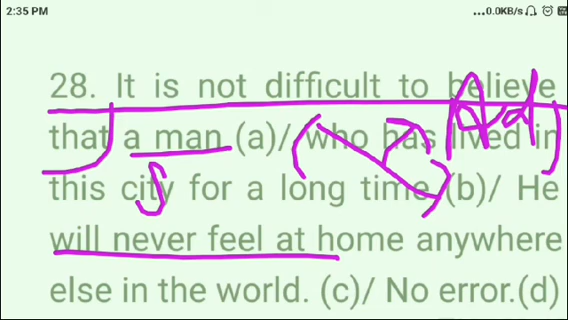 2:35 PM
...0.0KB/s
28. It is not difficult to believe
that a man (a)/ who has lived in
this city for a long time (b)/ He
will never feel at home anywhere
else in the world. (c)/ No error.(d)
S